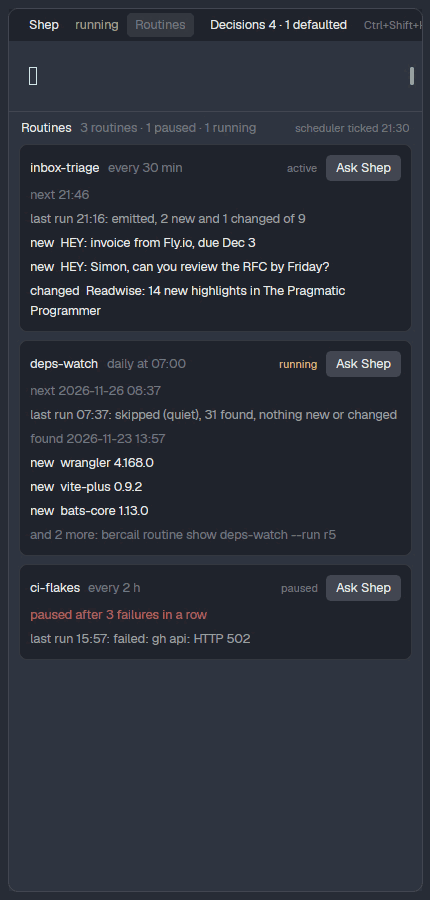 Shep running Routines Decisions 4 · 1 defaulted Ctrl+Shift+
Routines 3 routines · 1 paused · 1 running scheduler ticked 21:30
inbox-triage every 30 min active Ask Shep
next 21:46
last run 21:16: emitted, 2 new and 1 changed of 9
new HEY: invoice from Fly.io, due Dec 3
new HEY: Simon, can you review the RFC by Friday?
changed Readwise: 14 new highlights in The Pragmatic
Programmer
deps-watch daily at 07:00 running Ask Shep
next 2026-11-26 08:37
last run 07:37: skipped (quiet), 31 found, nothing new or changed
found 2026-11-23 13:57
new wrangler 4.168.0
new vite-plus 0.9.2
new bats-core 1.13.0
and 2 more: bercail routine show deps-watch --run r5
ci-flakes every 2 h paused Ask Shep
paused after 3 failures in a row
last run 15:57: failed: gh api: HTTP 502